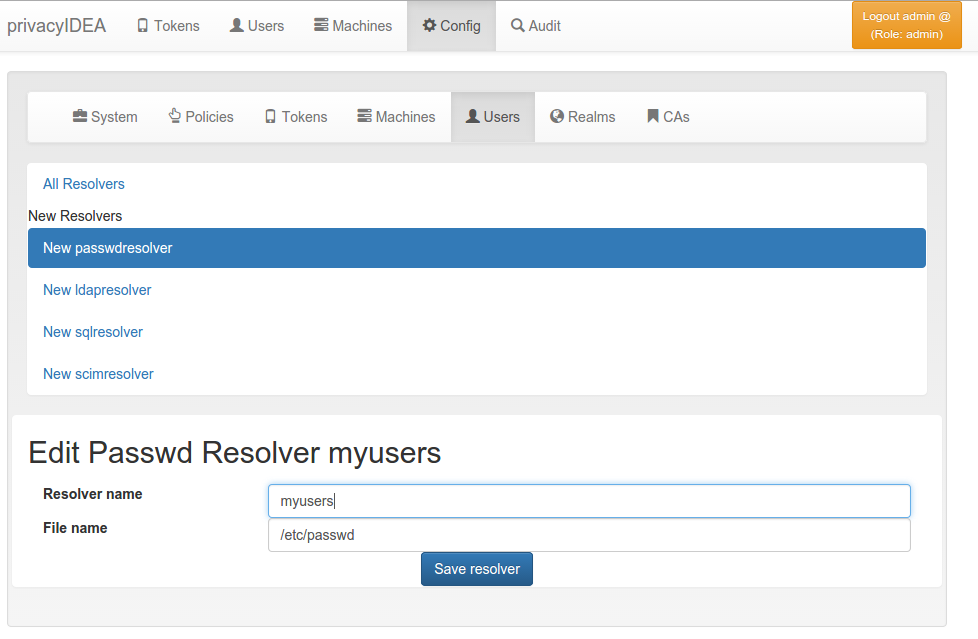 privacyIDEA Tokens Users Machines Config Audit Logout admin @
(Role: admin)
System Policies Tokens Machines Users Realms CAs
All Resolvers
New Resolvers
New passwdresolver
New ldapresolver
New sqlresolver
New scimresolver
Edit Passwd Resolver myusers
Resolver name myusers
File name /etc/passwd
Save resolver